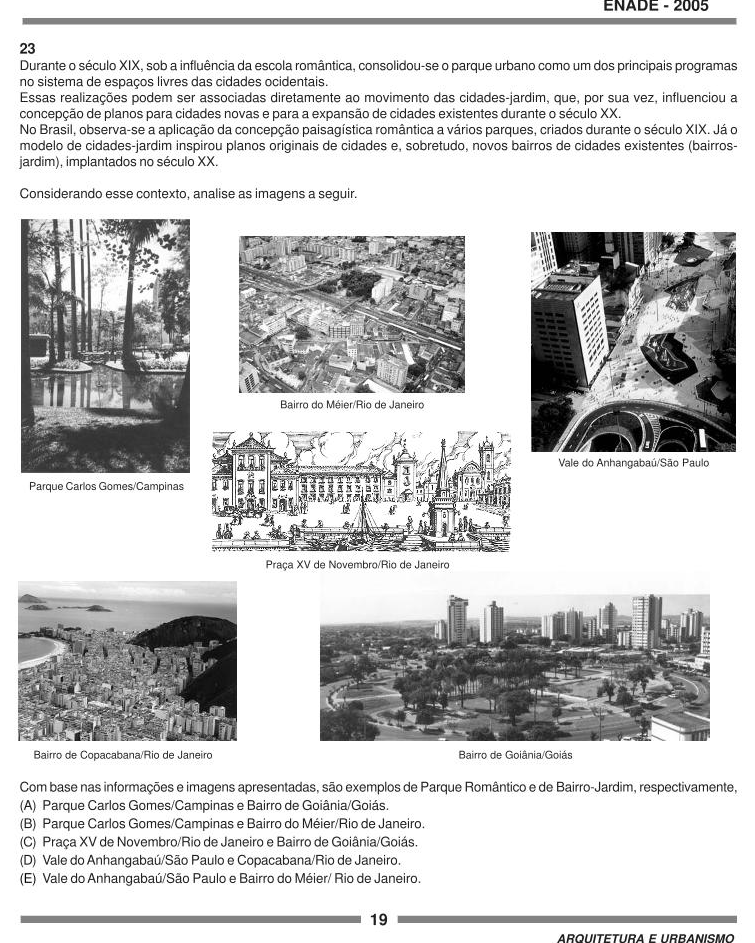 ENADE - 2005
23
Durante o século XIX, sob a influência da escola romântica, consolidou-se o parque urbano como um dos principais programas
no sistema de espaços livres das cidades ocidentais.
Essas realizações podem ser associadas diretamente ao movimento das cidades-jardim, que, por sua vez, influenciou a
concepção de planos para cidades novas e para a expansão de cidades existentes durante o século XX.
No Brasil, observa-se a aplicação da concepção paisagística romântica a vários parques, criados durante o século XIX. Já o
modelo de cidades-jardim inspirou planos originais de cidades e, sobretudo, novos bairros de cidades existentes (bairros-
jardim), implantados no século XX.
Considerando esse contexto, analise as imagens a seguir.
Bairro do Méier/Rio de Janeiro
Vale do Anhangabaú/São Paulo
Parque Carlos Gomes/Campinas
Praça XV de Novembro/Rio de Janeiro
Bairro de Copacabana/Rio de Janeiro
Bairro de Goiânia/Goiás
Com base nas informações e imagens apresentadas, são exemplos de Parque Romântico e de Bairro-Jardim, respectivamente,
(A) Parque Carlos Gomes/Campinas e Bairro de Goiânia/Goiás.
(B) Parque Carlos Gomes/Campinas e Bairro do Méier/Rio de Janeiro.
(C) Praça XV de Novembro/Rio de Janeiro e Bairro de Goiânia/Goiás.
(D) Vale do Anhangabaú/São Paulo e Copacabana/Rio de Janeiro.
(E) Vale do Anhangabaú/São Paulo e Bairro do Méier/ Rio de Janeiro.
19
ARQUITETURA E URBANISMO